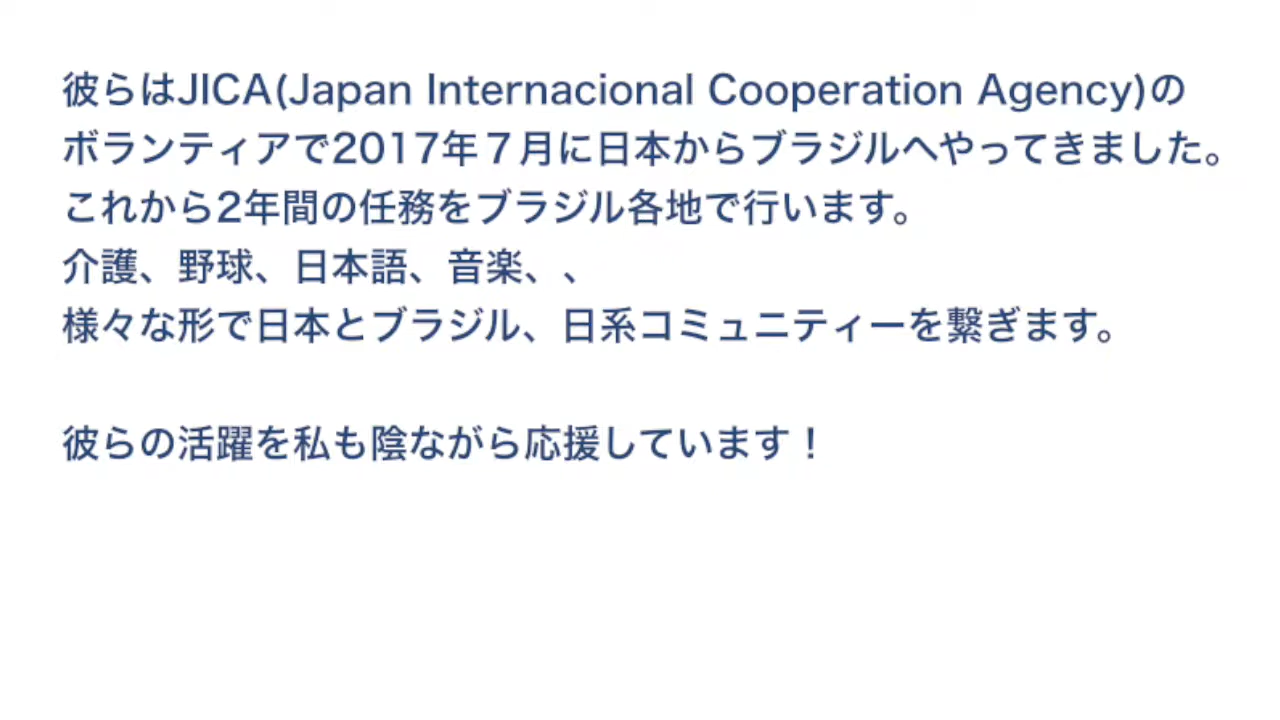 彼らはJICA(Japan Internacional Cooperation Agency)の
ボランティアで2017年７月に日本からブラジルへやってきました。
これから2年間の任務をブラジル各地で行います。
介護、野球、日本語、音楽、、
様々な形で日本とブラジル、日系コミュニティーを繋ぎます。
彼らの活躍を私も陰ながら応援しています！